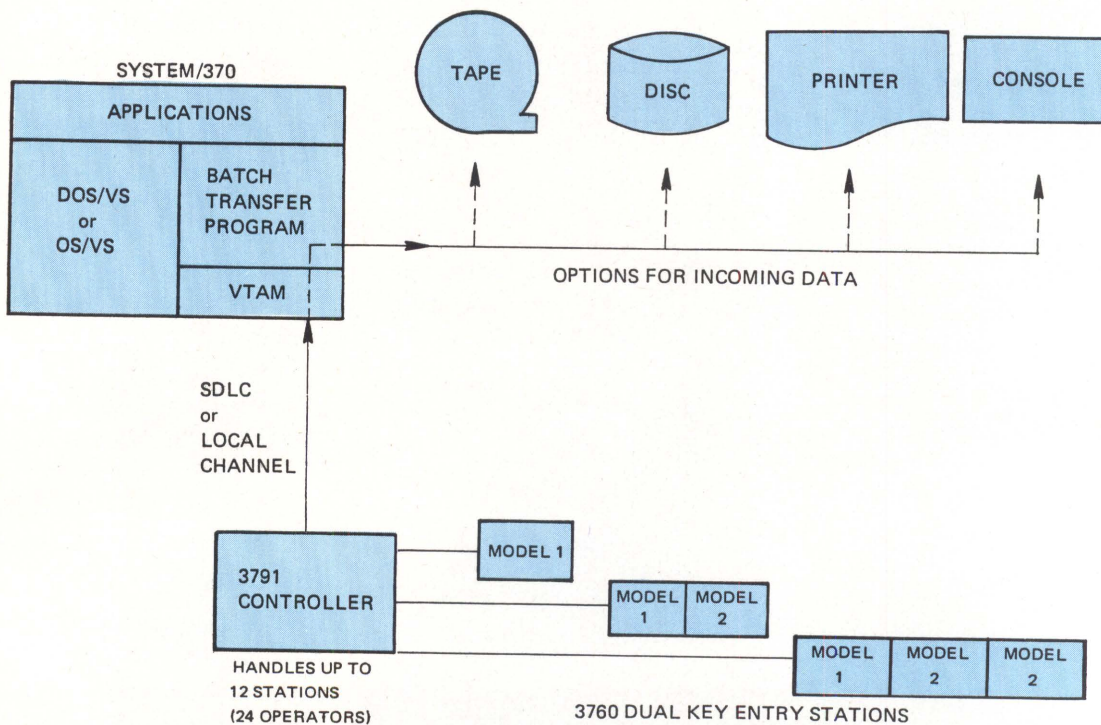 SYSTEM/370
APPLICATIONS
DOS/VS
or
OS/VS
BATCH
TRANSFER
PROGRAM
VTAM
TAPE
DISC
PRINTER
CONSOLE
OPTIONS FOR INCOMING DATA
SDLC
or
LOCAL
CHANNEL
3791
CONTROLLER
HANDLES UP TO
12 STATIONS
(24 OPERATORS)
MODEL 1
MODEL
1
MODEL
2
MODEL
1
MODEL
2
MODEL
2
3760 DUAL KEY ENTRY STATIONS